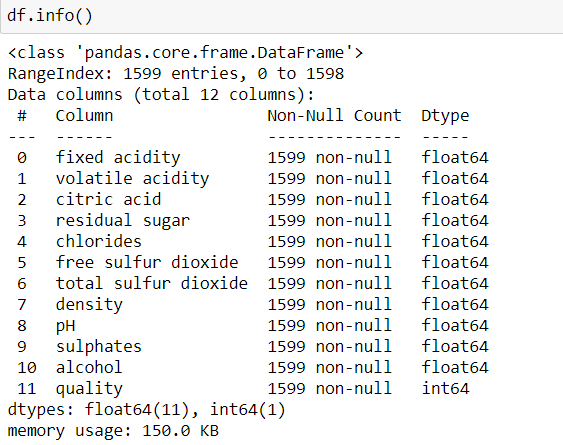 df.info()
<class 'pandas.core.frame.DataFrame'>
RangeIndex: 1599 entries, 0 to 1598
Data columns (total 12 columns):
 #   Column                Non-Null Count  Dtype
---  ------                --------------  -----
 0   fixed acidity         1599 non-null   float64
 1   volatile acidity      1599 non-null   float64
 2   citric acid           1599 non-null   float64
 3   residual sugar        1599 non-null   float64
 4   chlorides             1599 non-null   float64
 5   free sulfur dioxide   1599 non-null   float64
 6   total sulfur dioxide  1599 non-null   float64
 7   density               1599 non-null   float64
 8   pH                    1599 non-null   float64
 9   sulphates             1599 non-null   float64
 10  alcohol               1599 non-null   float64
 11  quality               1599 non-null   int64
dtypes: float64(11), int64(1)
memory usage: 150.0 KB